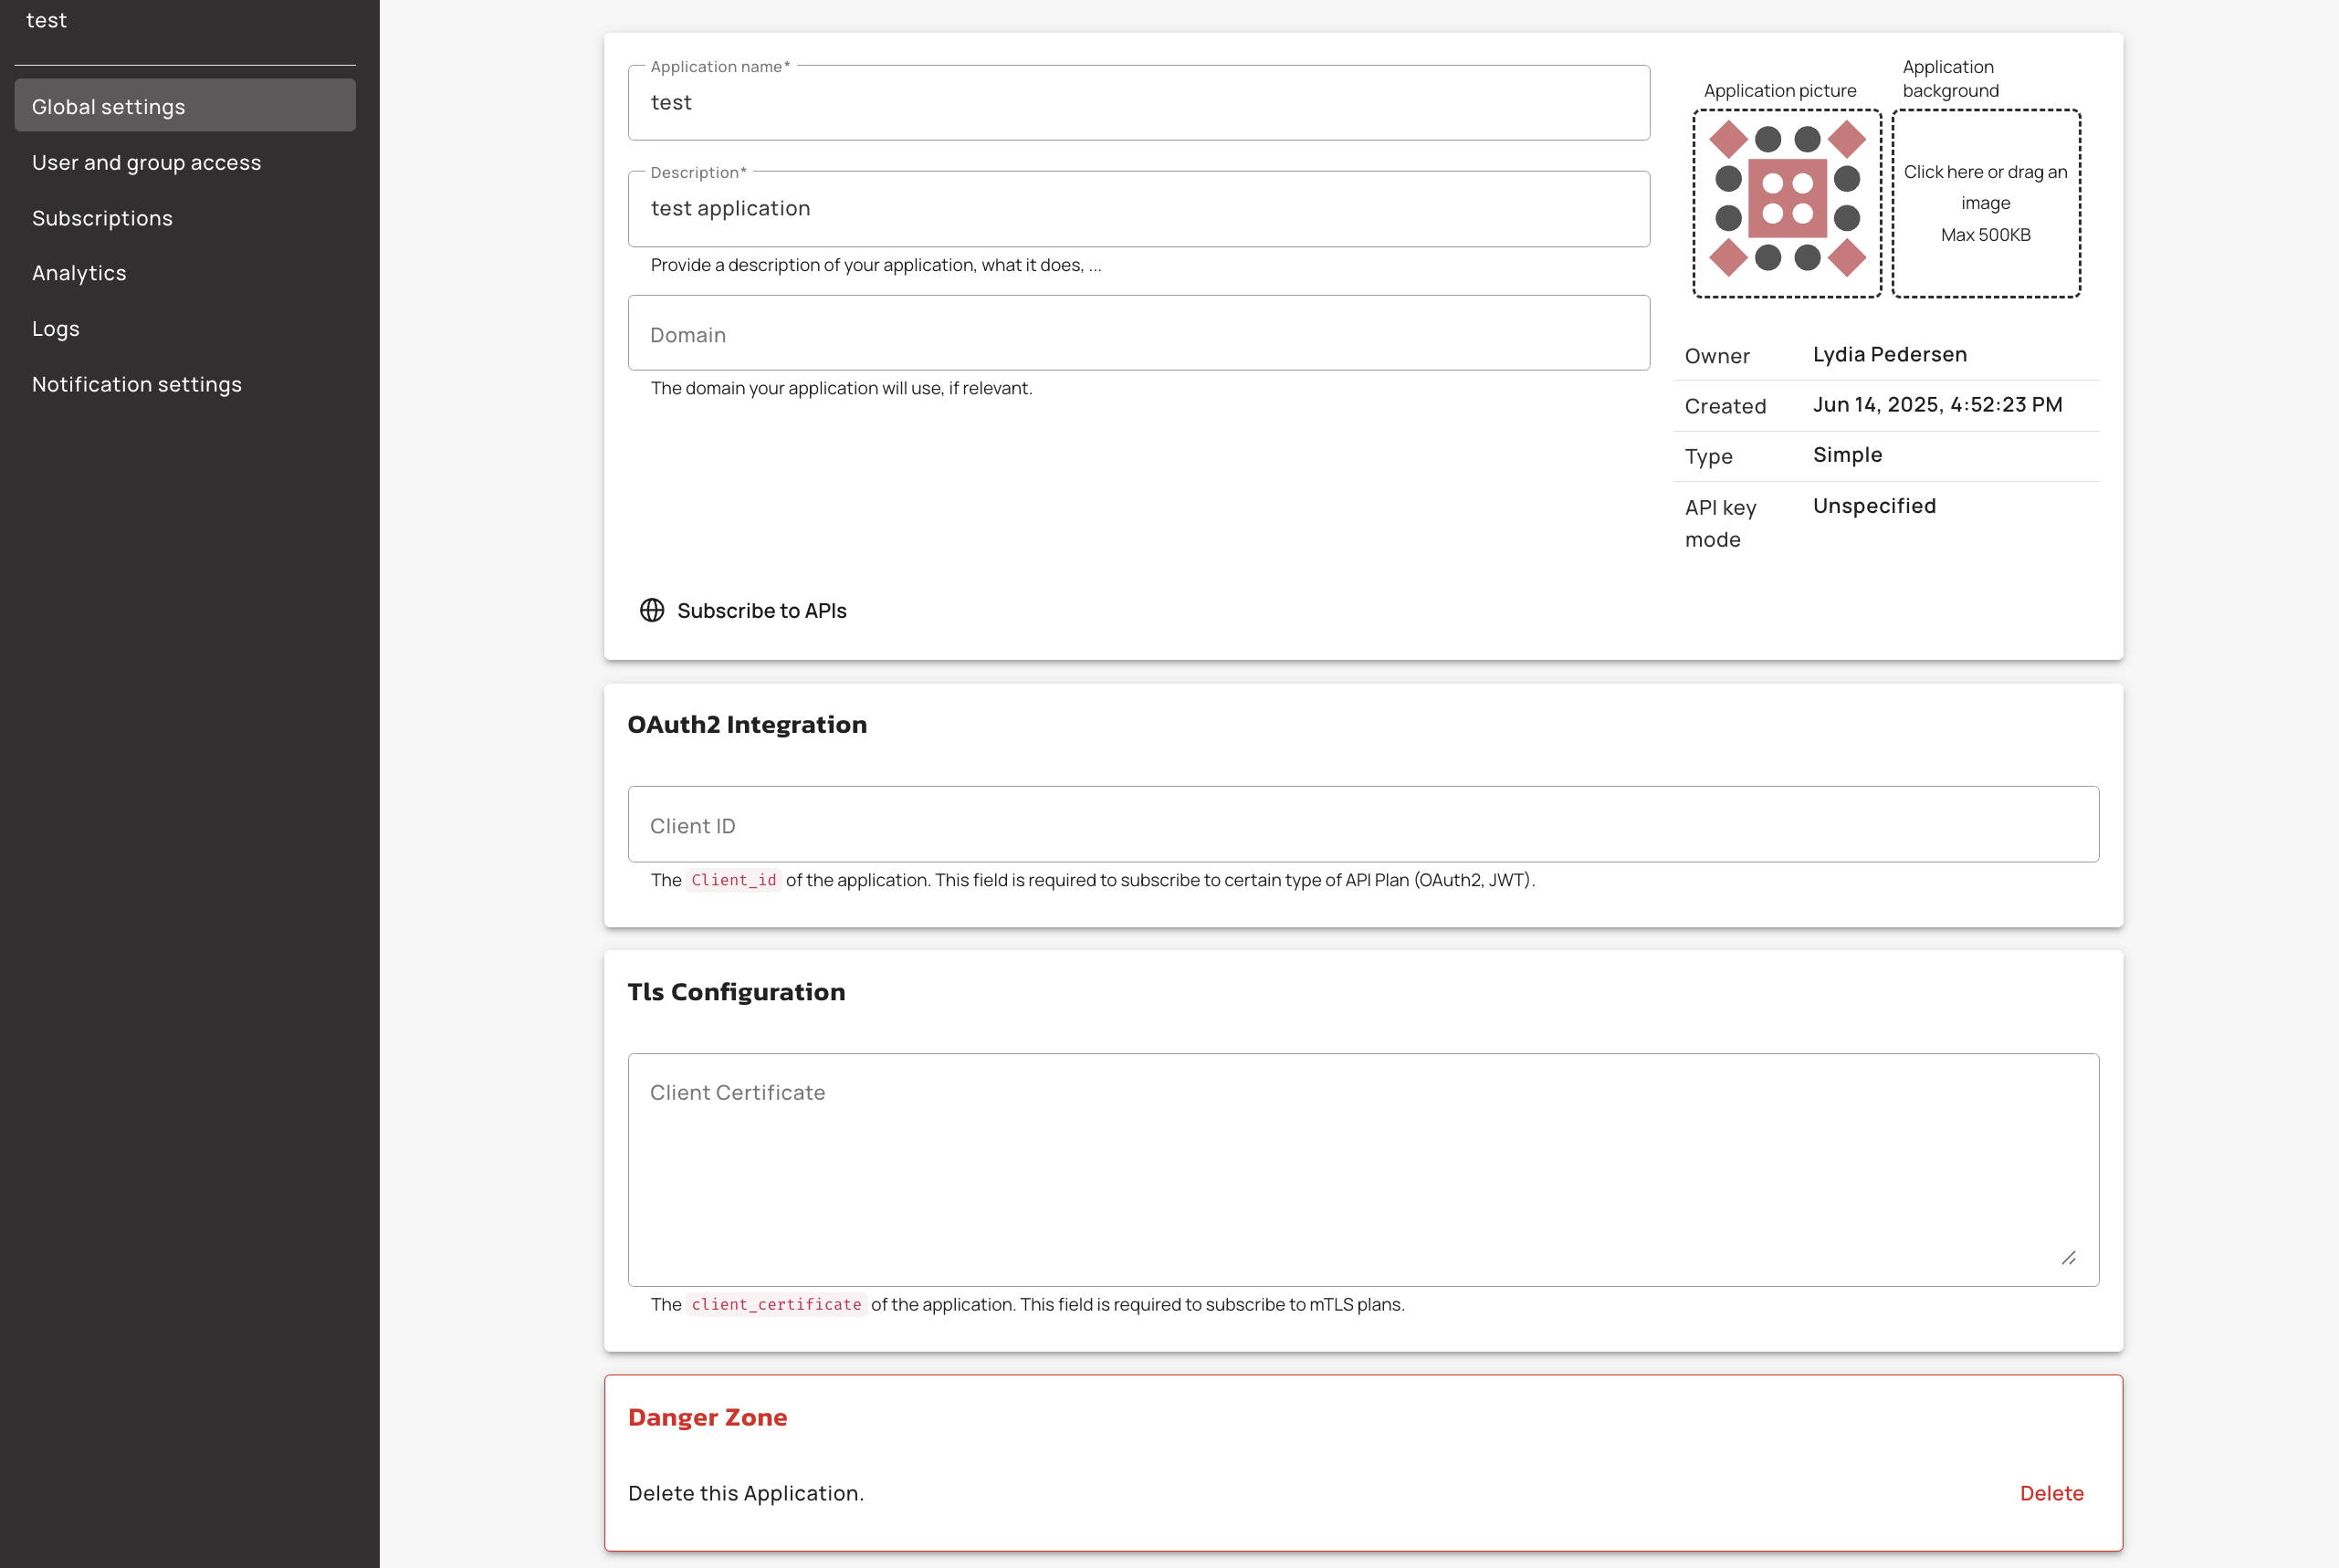 test
Global settings
User and group access
Subscriptions
Analytics
Logs
Notification settings
Application name*
test
Description*
test application
Provide a description of your application, what it does, ...
Domain
The domain your application will use, if relevant.
Application picture
Application
background
Click here or drag an
image
Max 500KB
Owner Lydia Pedersen
Created Jun 14, 2025, 4:52:23 PM
Type Simple
API key Unspecified
mode
Subscribe to APIs
OAuth2 Integration
Client ID
The Client_id of the application. This field is required to subscribe to certain type of API Plan (OAuth2, JWT).
Tls Configuration
Client Certificate
The client_certificate of the application. This field is required to subscribe to mTLS plans.
Danger Zone
Delete this Application.
Delete